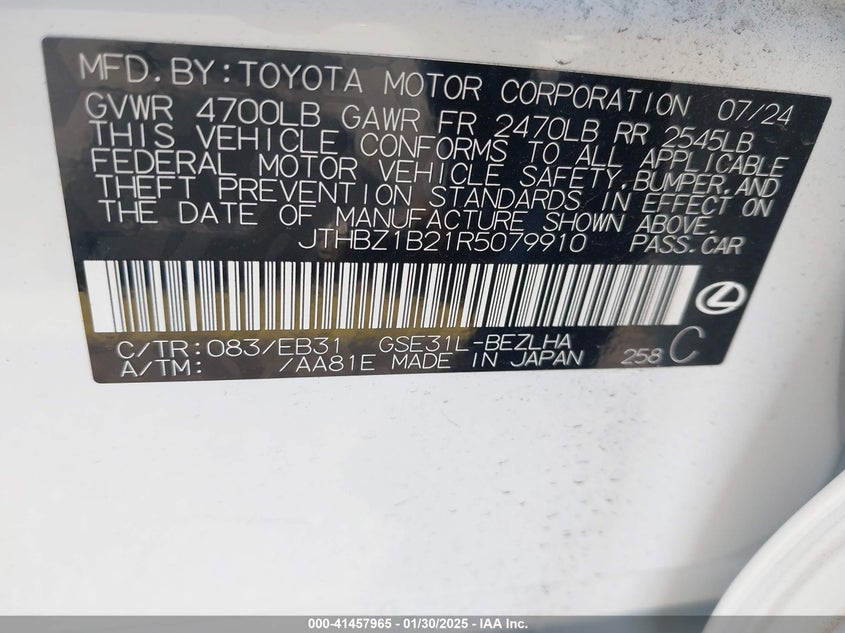 MFD.BY:TOYOTA MOTOR CORPORATION 07/24
GVWR 4700LB GAWR FR 2470LB RR 2545LB
THIS VEHICLE CONFORMS TO ALL APPLICABLE
FEDERAL MOTOR VEHICLE SAFETY,BUMPER,AND
THEFT PREVENTION STANDARDS IN EFFECT ON
THE DATE OF MANUFACTURE SHOWN ABOVE.
JTHBZ1B21R5079910 PASS.CAR
C/TR:083/EB31 GSE31L-BEZLHA
A/TM: /AA81E MADE IN JAPAN 258 C
000-41457965 - 01/30/2025 - IAA Inc.